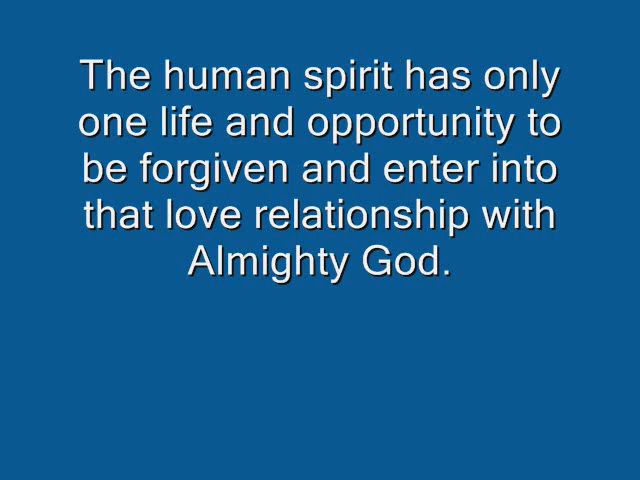 The human spirit has only
one life and opportunity to
be forgiven and enter into
that love relationship with
Almighty God.